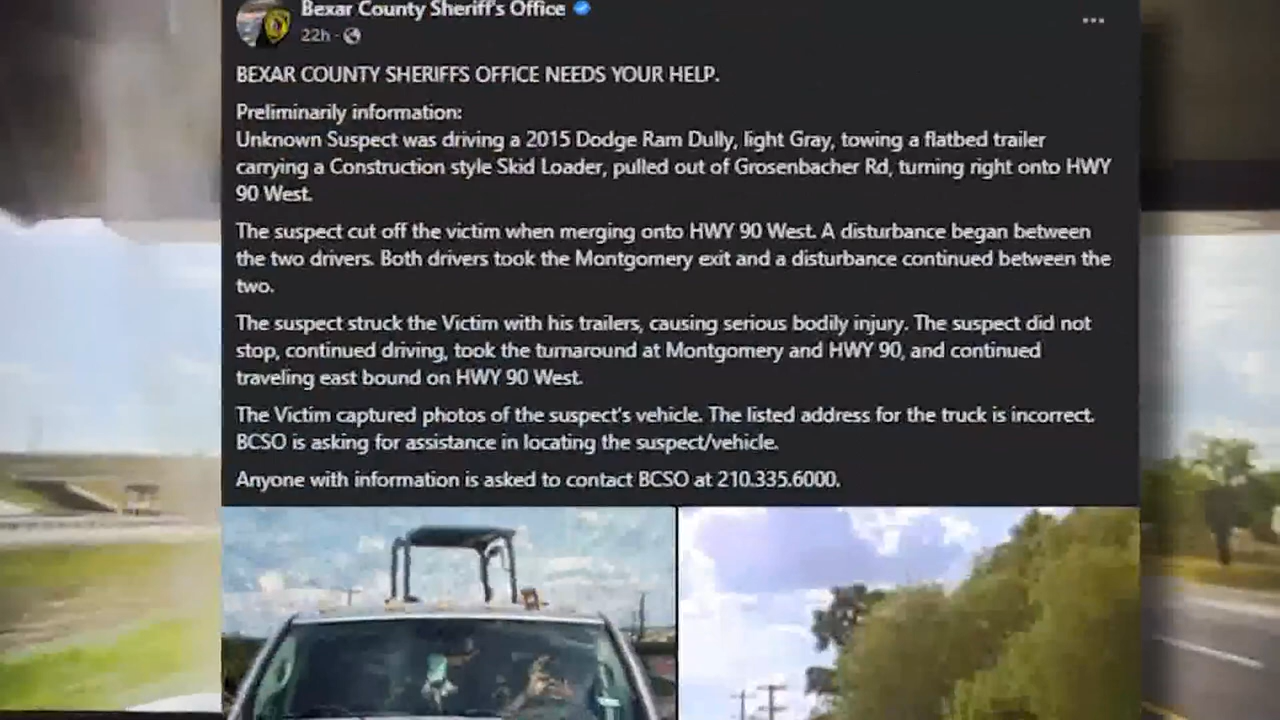 Bexar County Sheriff's Office
22h ·
BEXAR COUNTY SHERIFFS OFFICE NEEDS YOUR HELP.
Preliminarily information:
Unknown Suspect was driving a 2015 Dodge Ram Dully, light Gray, towing a flatbed trailer
carrying a Construction style Skid Loader, pulled out of Grosenbacher Rd, turning right onto HWY
90 West.
The suspect cut off the victim when merging onto HWY 90 West. A disturbance began between
the two drivers. Both drivers took the Montgomery exit and a disturbance continued between the
two.
The suspect struck the Victim with his trailers, causing serious bodily injury. The suspect did not
stop, continued driving, took the turnaround at Montgomery and HWY 90, and continued
traveling east bound on HWY 90 West.
The Victim captured photos of the suspect's vehicle. The listed address for the truck is incorrect.
BCSO is asking for assistance in locating the suspect/vehicle.
Anyone with information is asked to contact BCSO at 210.335.6000.